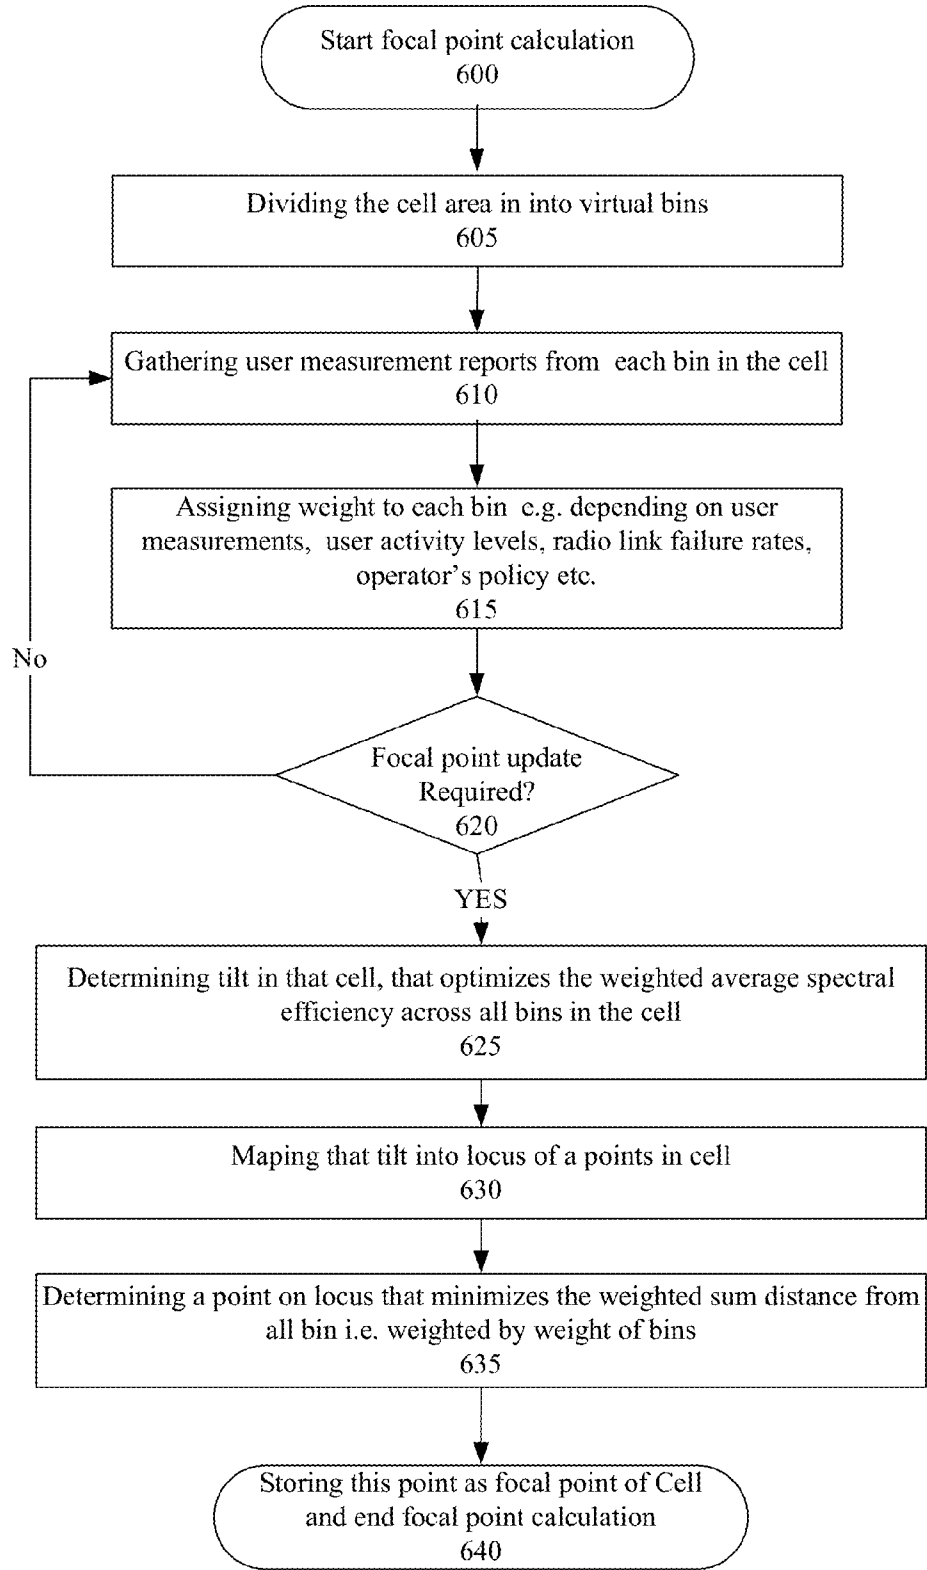 Start focal point calculation
600
Dividing the cell area in into virtual bins
605
Gathering user measurement reports from each bin in the cell
610
Assigning weight to each bin e.g. depending on user
measurements, user activity levels, radio link failure rates,
operator's policy etc.
615
No
Focal point update
Required?
620
YES
Determining tilt in that cell, that optimizes the weighted average spectral
efficiency across all bins in the cell
625
Maping that tilt into locus of a points in cell
630
Determining a point on locus that minimizes the weighted sum distance from
all bin i.e. weighted by weight of bins
635
Storing this point as focal point of Cell
and end focal point calculation
640